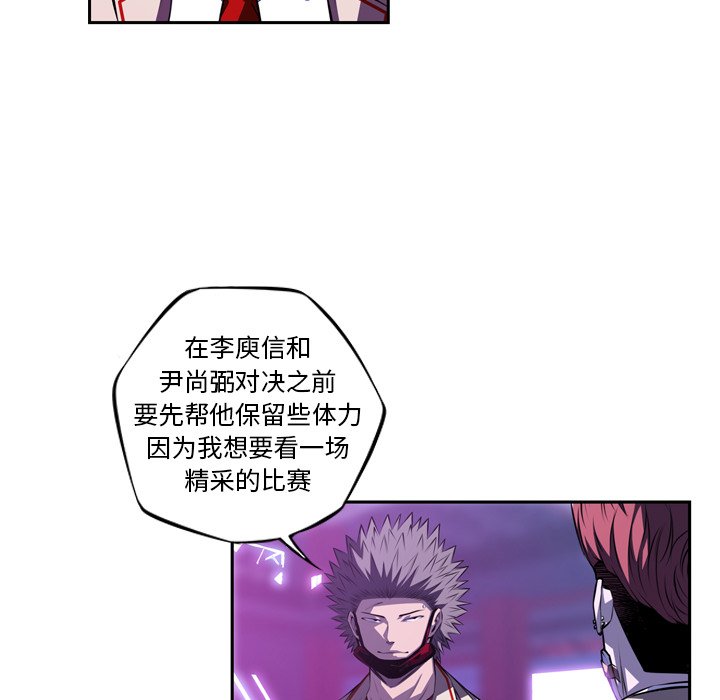 在李庾信和
尹尚弼对决之前
要先帮他保留些体力
因为我想要看一场
精采的比赛